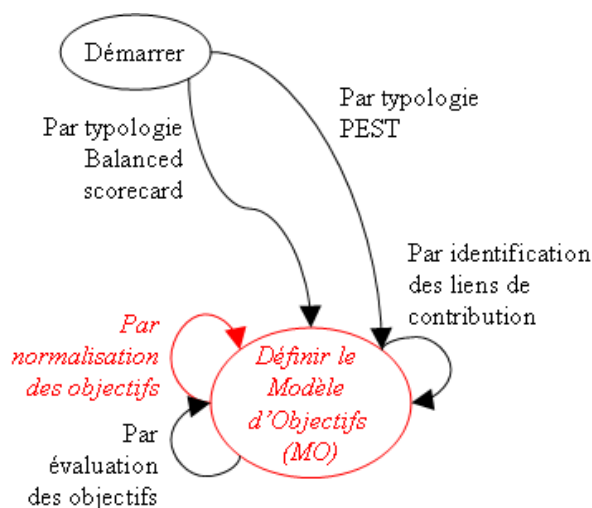 Démarrer
Par typologie
PEST
Par typologie
Balanced
scorecard
Par identification
des liens de
contribution
Par
normalisation
des objectifs
Définir le
Modèle
d'Objectifs
(MO)
Par
évaluation
des objectifs